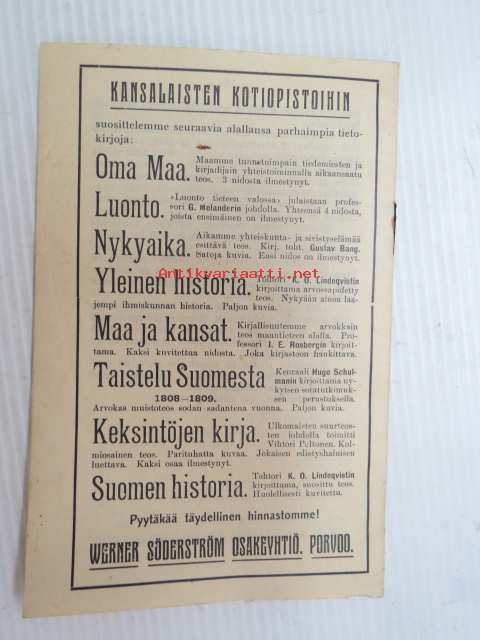 KANSALAISTEN KOTIOPISTOIHIN
suosittelemme seuraavia alallansa parhaimpia tieto-
kirjoja:
Oma Maa. Maamme tunnetuimpain tiedemiesten ja
kirjailijain yhteistoiminnalla aikaansaatu
teos. 3 nidosta ilmestynyt.
Luonto. »Luonto tieteen valossa» julaistaan profes-
sori G. Melanderin johdolla. Yhteensä 4 nidosta,
joista ensimäinen on ilmestynyt.
Nykyaika. Aikamme yhteiskunta- ja sivistyselämää
esittävä teos. Kirj. toht. Gustav Bang.
Satoja kuvia. Ensi nidos on ilmestynyt.
Antikvariaatti.net
Yleinen historia. Tohtori K. O. Lindeqvistin
kirjoittama arvossapidetty
teos. Nykyään ainoa laa-
jempi ihmiskunnan historia. Paljon kuvia.
Maa ja kansat. Kirjallisuutemme arvokkain
teos maantieteen alalla. Pro-
fessori J. E. Rosbergin kirjoit-
tama. Kaksi kuvitettua nidosta. Joka kirjastoon hankittava.
Taistelu Suomesta Kenraali Hugo Schul-
manin kirjoittama ny-
kyisen sotatutkimuksen
1808—1809. perustuksella.
Arvokas muistoteos sodan sadantena vuonna. Paljon kuvia.
Keksintöjen kirja. Ulkomaisten suurteos-
ten johdolla toimitti
Vihtori Peltonen. Kol-
miosainen teos. Parituhatta kuvaa. Jokaisen edistyshaluisen
luettava. Kaksi osaa ilmestynyt.
Suomen historia. Tohtori K. O. Lindeqvistin
kirjoittama, suosittu teos.
Huolellisesti kuvitettu.
Pyytäkää täydellinen hinnastomme!
WERNER SÖDERSTRÖM OSAKEYHTIÖ. PORVOO.